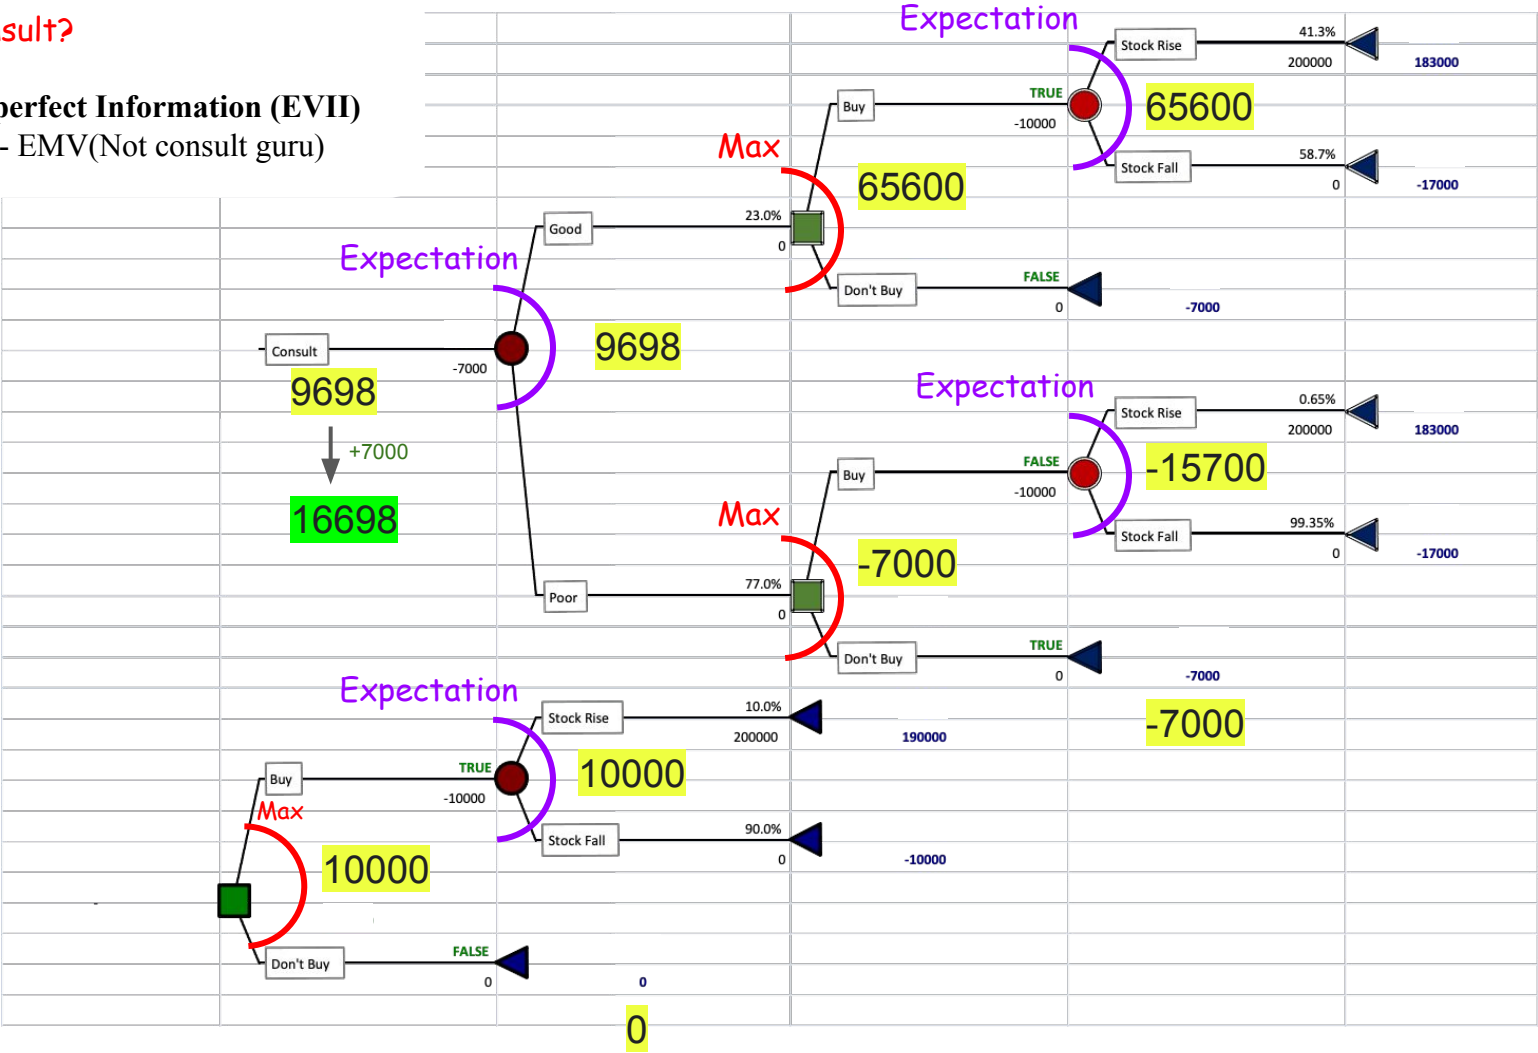 sult?
perfect Information (EVII)
- EMV(Not consult guru)
Expectation
Stock Rise
41.3%
200000
183000
Buy
TRUE
-10000
65600
Max
Stock Fall
58.7%
0
-17000
65600
Good
23.0%
0
Expectation
Don't Buy
FALSE
0
-7000
Consult
-7000
9698
9698
+7000
16698
Expectation
Stock Rise
0.65%
200000
183000
Buy
FALSE
-10000
-15700
Max
Stock Fall
99.35%
0
-17000
-7000
Poor
77.0%
0
Don't Buy
TRUE
0
-7000
-7000
Expectation
Stock Rise
10.0%
200000
190000
Buy
TRUE
-10000
10000
Max
Stock Fall
90.0%
0
-10000
10000
-
Don't Buy
FALSE
0
0
0